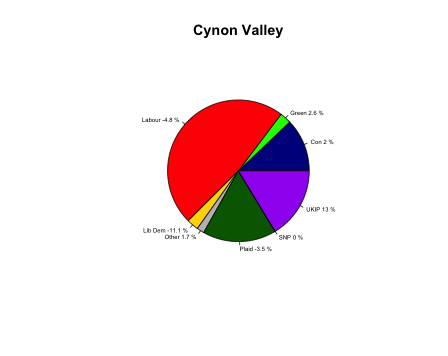 Cynon Valley
Green 2.6 %
Labour -4.8 %
Con 2 %
UKIP 13 %
Lib Dem -11.1 %
Other 1.7 %
SNP 0 %
Plaid -3.5 %